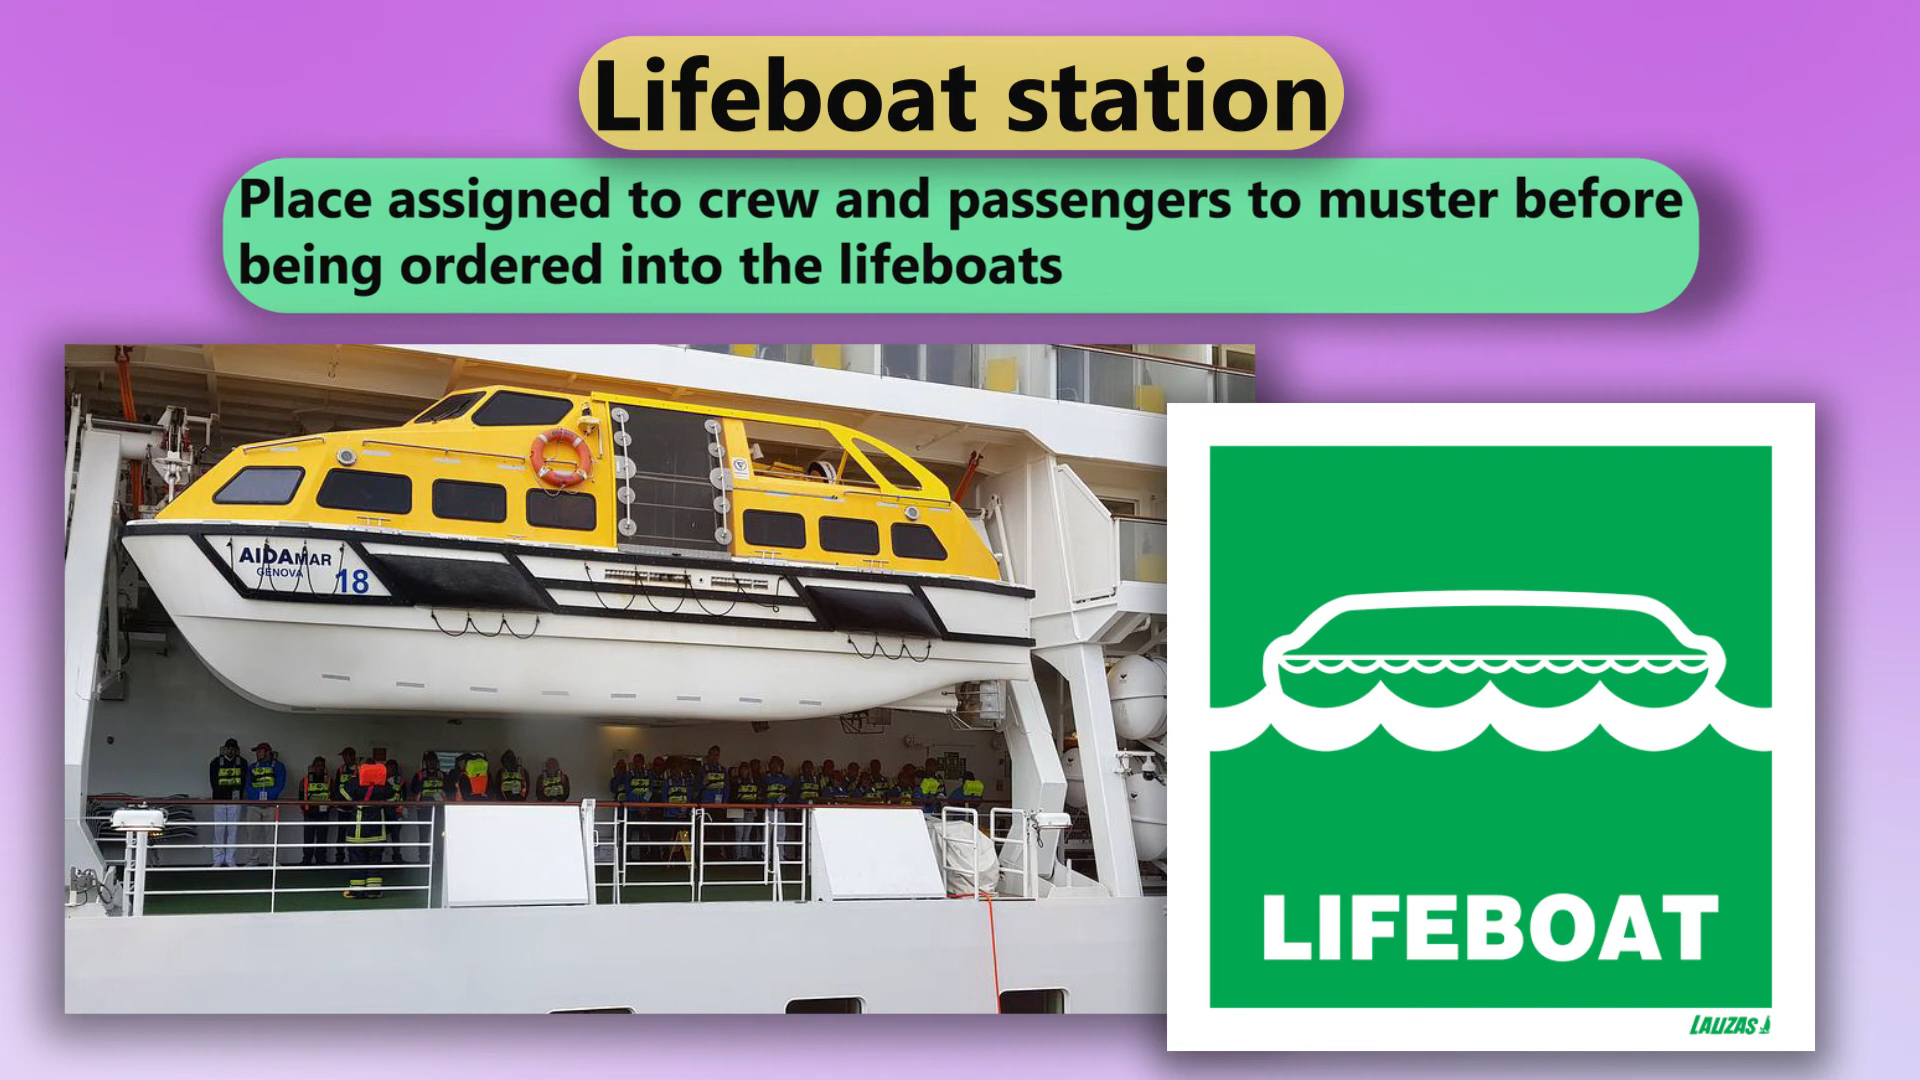 Lifeboat station
Place assigned to crew and passengers to muster before
being ordered into the lifeboats
AIDAMAR
GENOVA
18
LIFEBOAT
LAUZAS